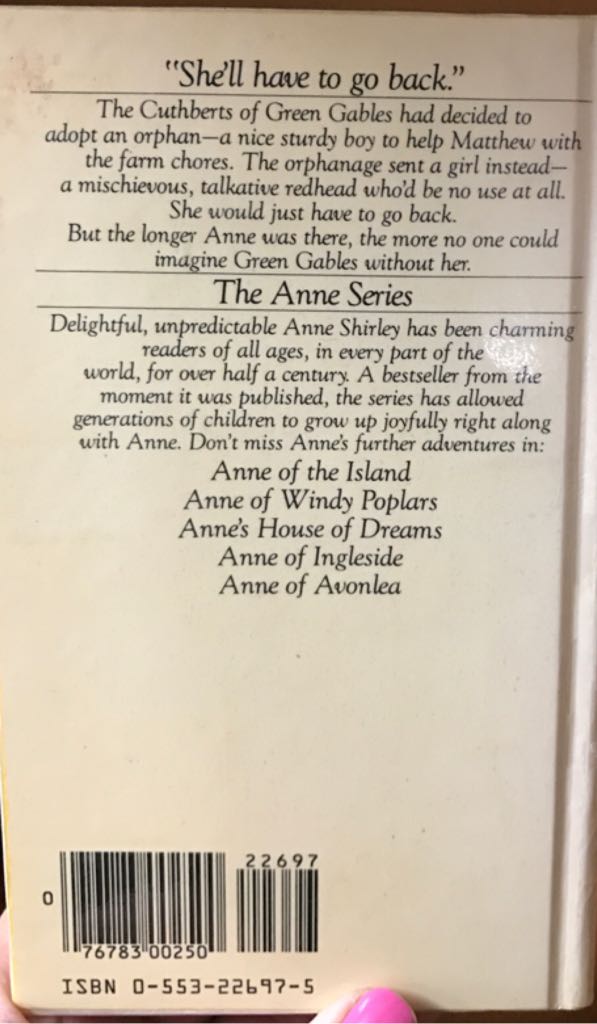 "She'll have to go back."
The Cuthberts of Green Gables had decided to
adopt an orphan—a nice sturdy boy to help Matthew with
the farm chores. The orphanage sent a girl instead—
a mischievous, talkative redhead who'd be no use at all.
She would just have to go back.
But the longer Anne was there, the more no one could
imagine Green Gables without her.
The Anne Series
Delightful, unpredictable Anne Shirley has been charming
readers of all ages, in every part of the
world, for over half a century. A bestseller from the
moment it was published, the series has allowed
generations of children to grow up joyfully right along
with Anne. Don't miss Anne's further adventures in:
Anne of the Island
Anne of Windy Poplars
Anne's House of Dreams
Anne of Ingleside
Anne of Avonlea
22697
0
76783 00250
ISBN 0-553-22697-5